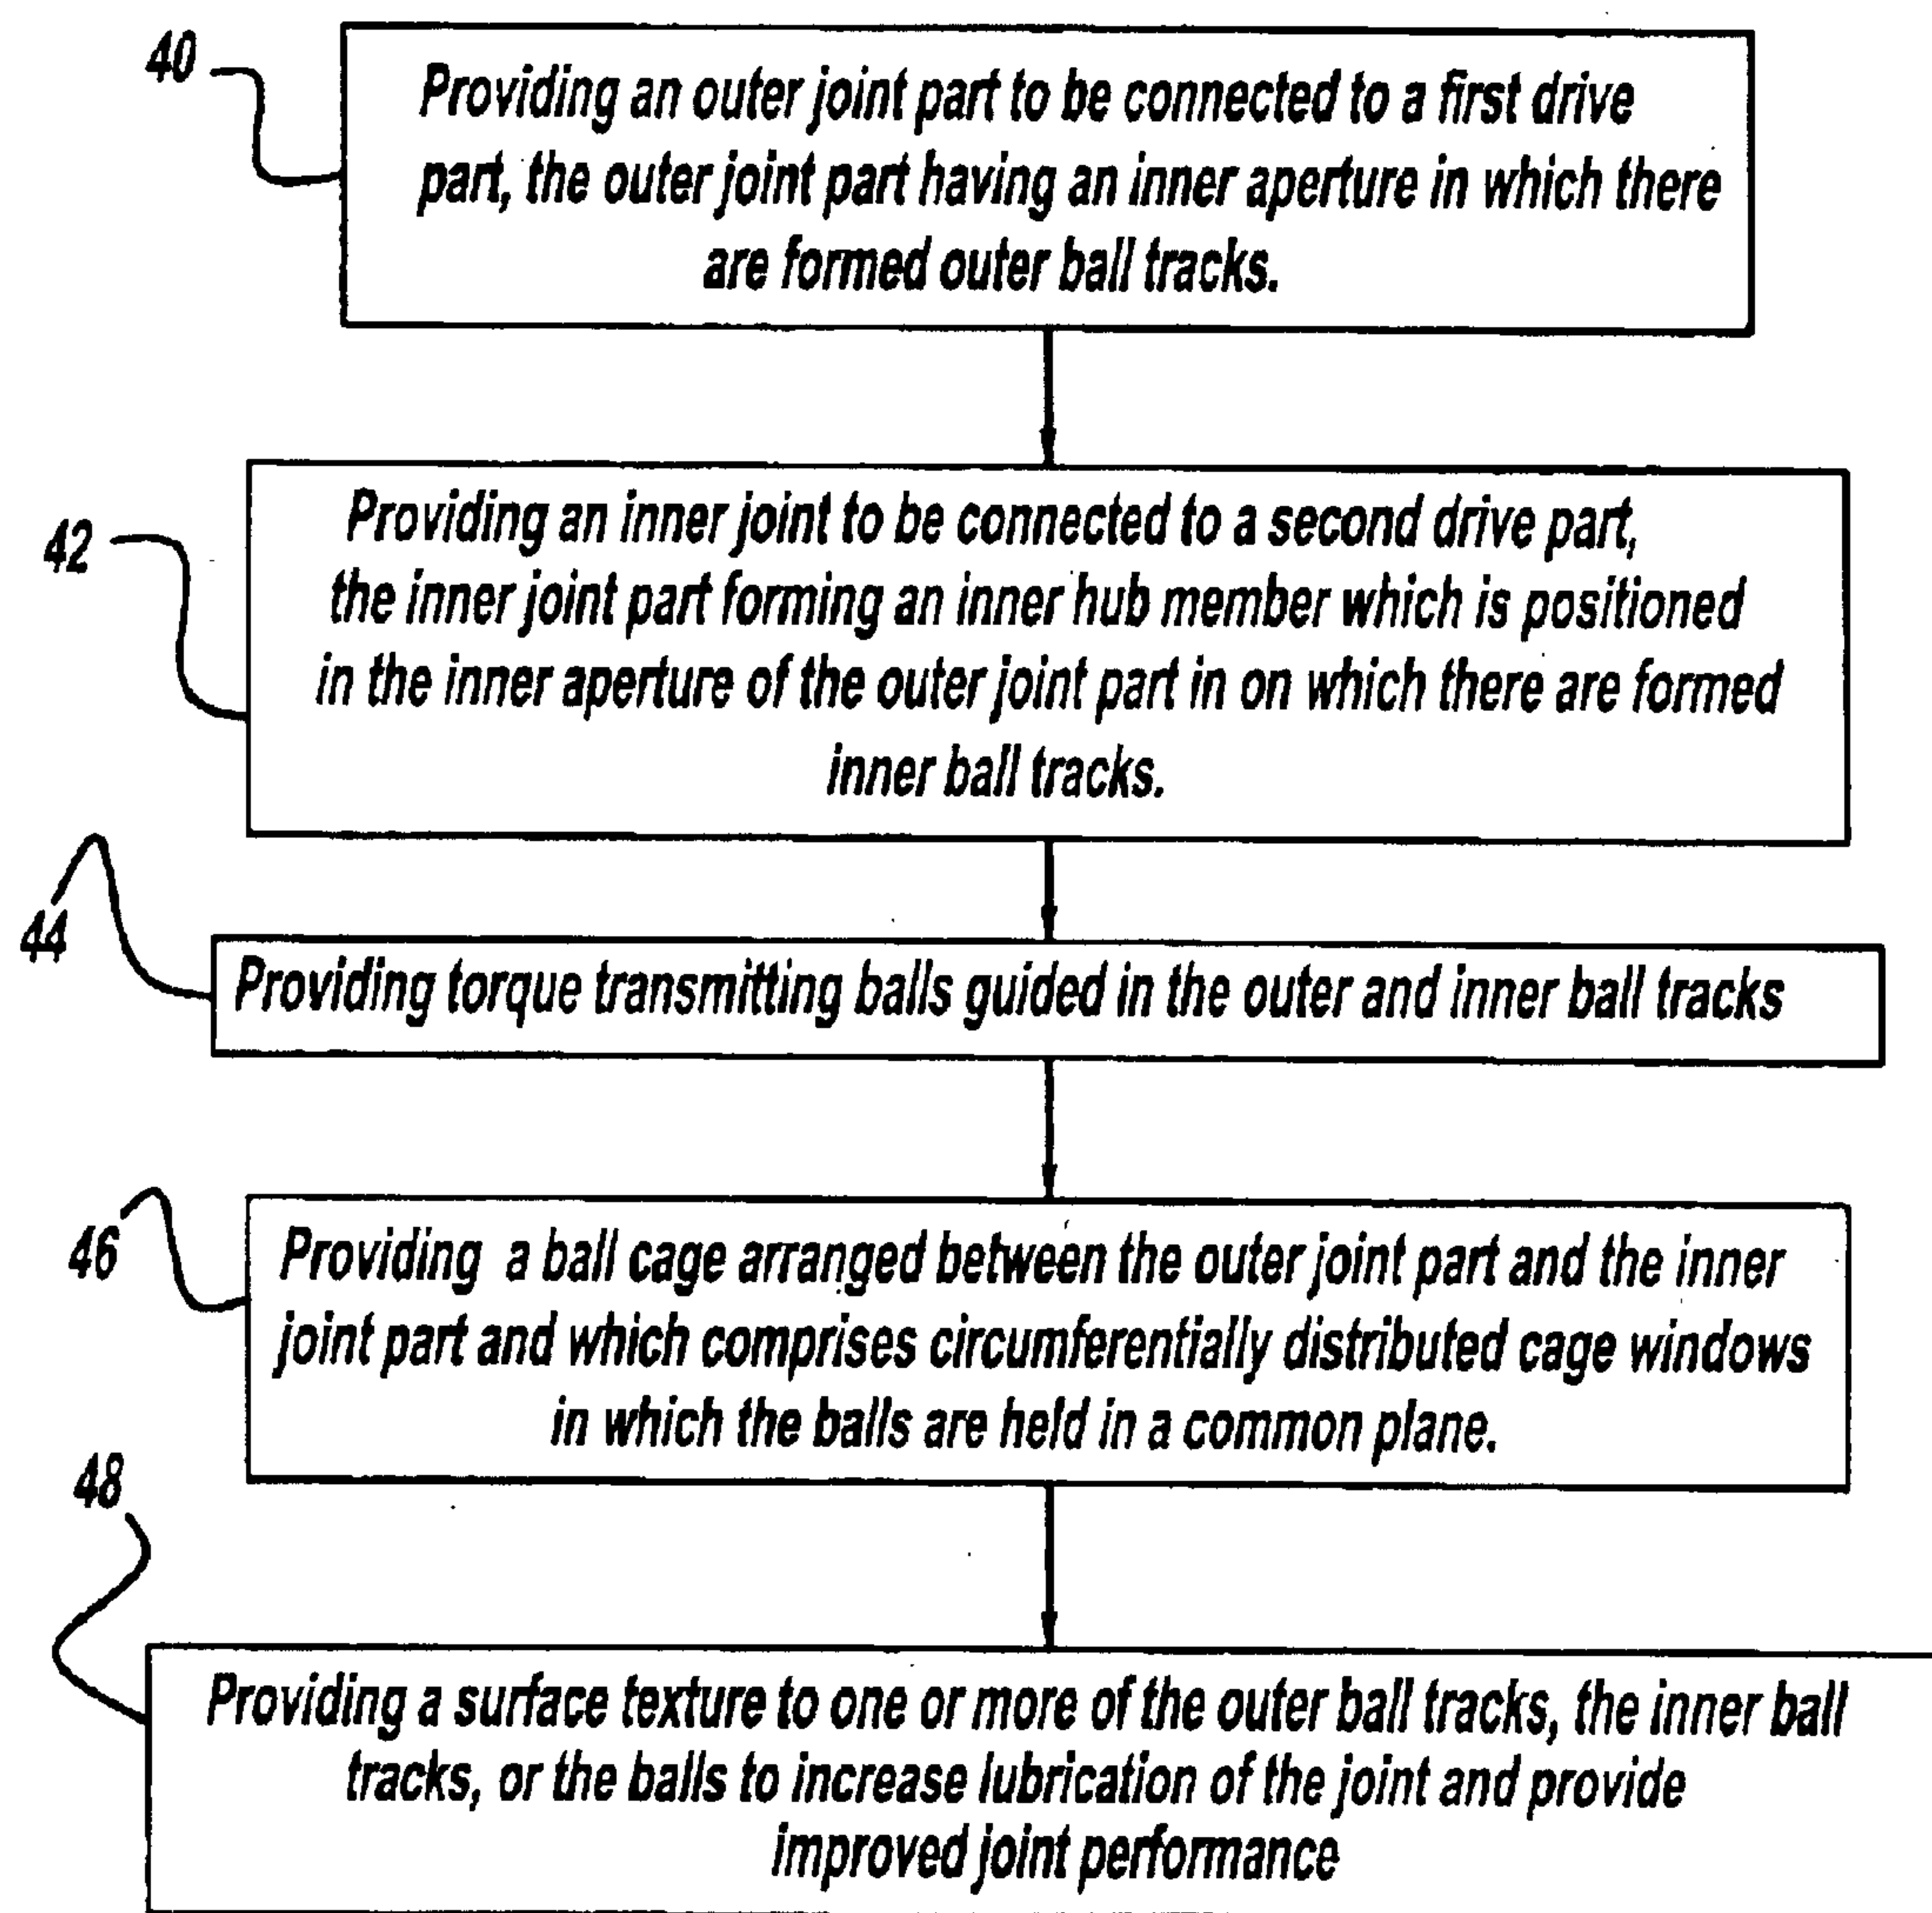 40
Providing an outer joint part to be connected to a first drive
part, the outer joint part having an inner aperture in which there
are formed outer ball tracks.
42
Providing an inner joint to be connected to a second drive part,
the inner joint part forming an inner hub member which is positioned
in the inner aperture of the outer joint part in on which there are formed
inner ball tracks.
44
Providing torque transmitting balls guided in the outer and inner ball tracks
46
Providing a ball cage arranged between the outer joint part and the inner
joint part and which comprises circumferentially distributed cage windows
in which the balls are held in a common plane.
48
Providing a surface texture to one or more of the outer ball tracks, the inner ball
tracks, or the balls to increase lubrication of the joint and provide
improved joint performance